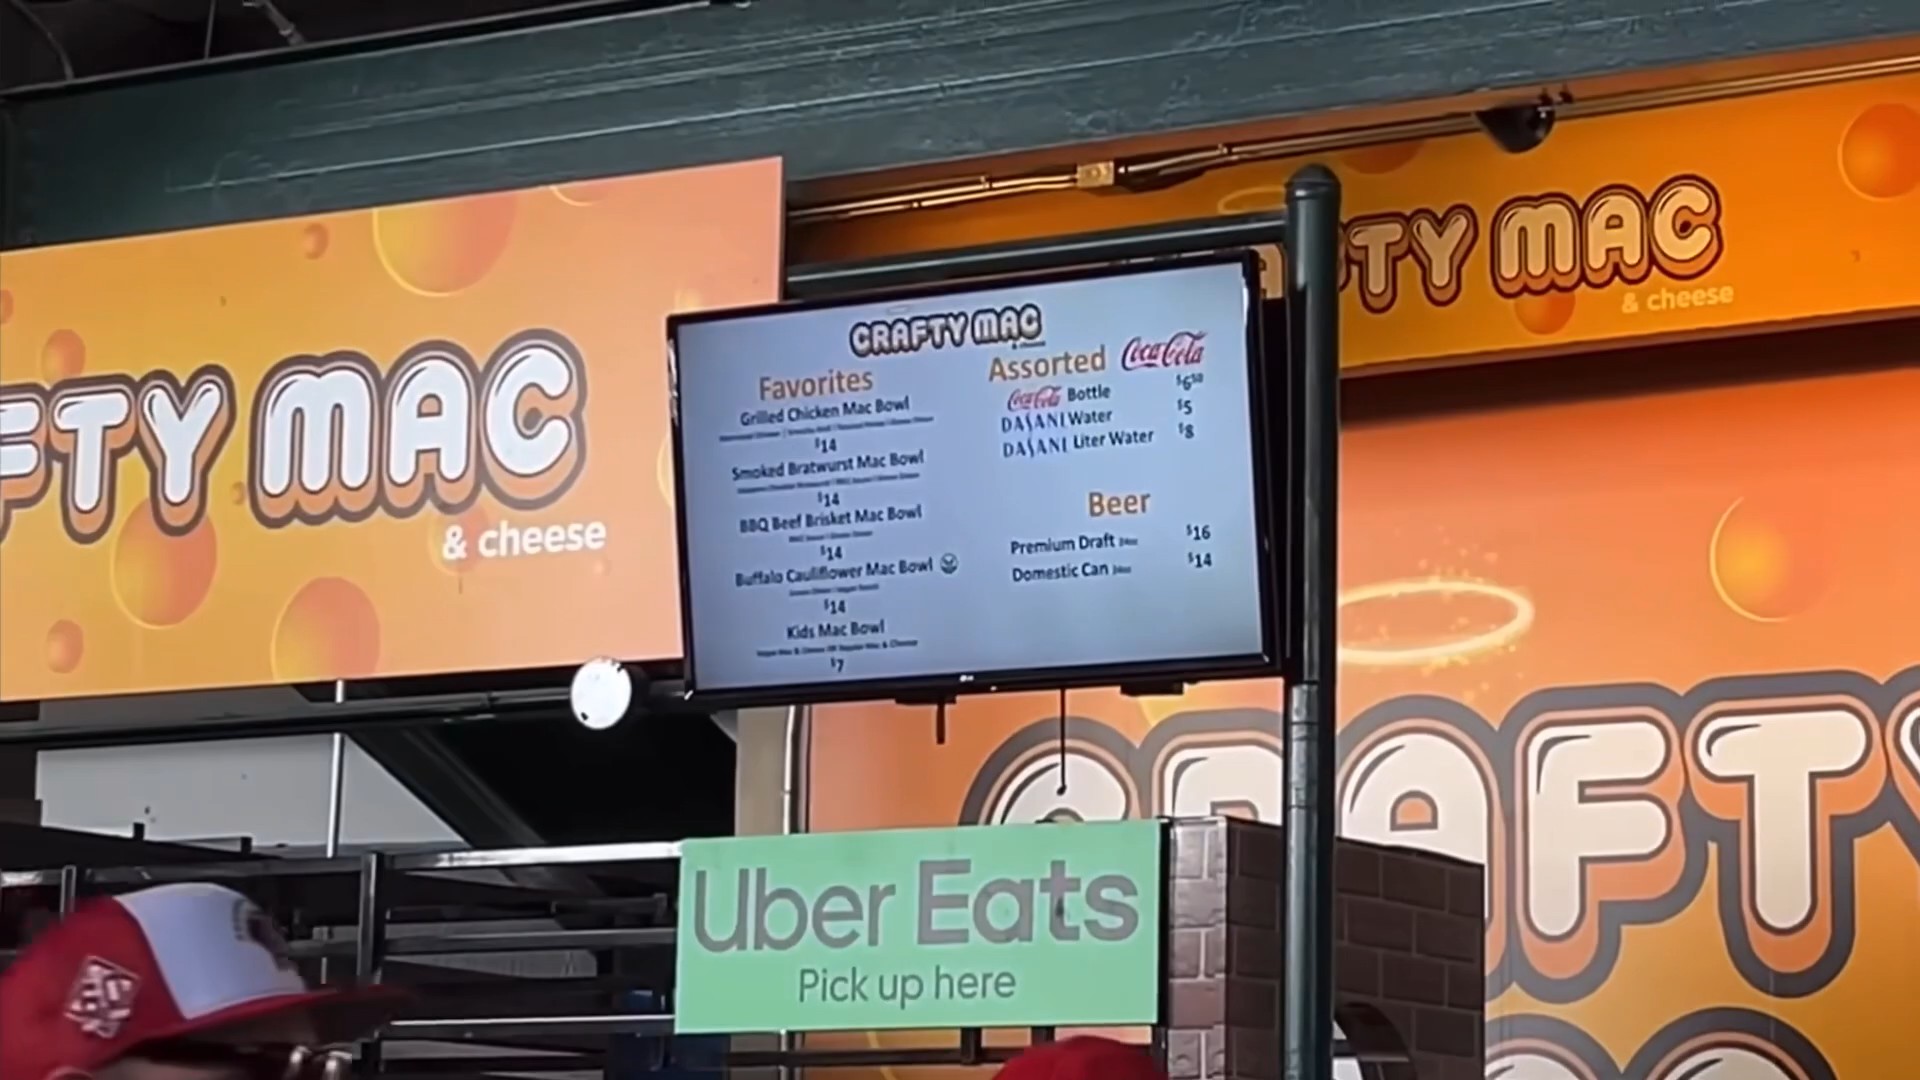 CRAFTY MAC
Favorites
Grilled Chicken Mac Bowl
$14
Smoked Bratwurst Mac Bowl
$14
BBQ Beef Brisket Mac Bowl
$14
Buffalo Cauliflower Mac Bowl
$14
Kids Mac Bowl
$7
Assorted Coca-Cola
Coca-Cola Bottle $6⁵⁰
DASANI Water $5
DASANI Liter Water $8
Beer
Premium Draft $16
Domestic Can $14
FTY MAC
& cheese
TY MAC
& cheese
CRAFTY
Uber Eats
Pick up here